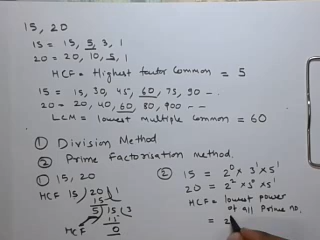 15, 20
15 = 15, 5, 3, 1
20 = 20, 10, 5, 1
HCF = Highest factor Common = 5
15 = 15, 30, 45, 60, 75, 90 - -
20 = 20, 40, 60, 80, 900 - -
LCM = lowest multiple Common = 60
① Division Method
② Prime Factorisation method.
① 15, 20
HCF 15 ) 20 ( 1
15
5 ) 15 ( 3
15
0
HCF
② 15 = 2⁰ × 3¹ × 5¹
20 = 2² × 3⁰ × 5¹
HCF = lowest power
of all Prime no.
= 2